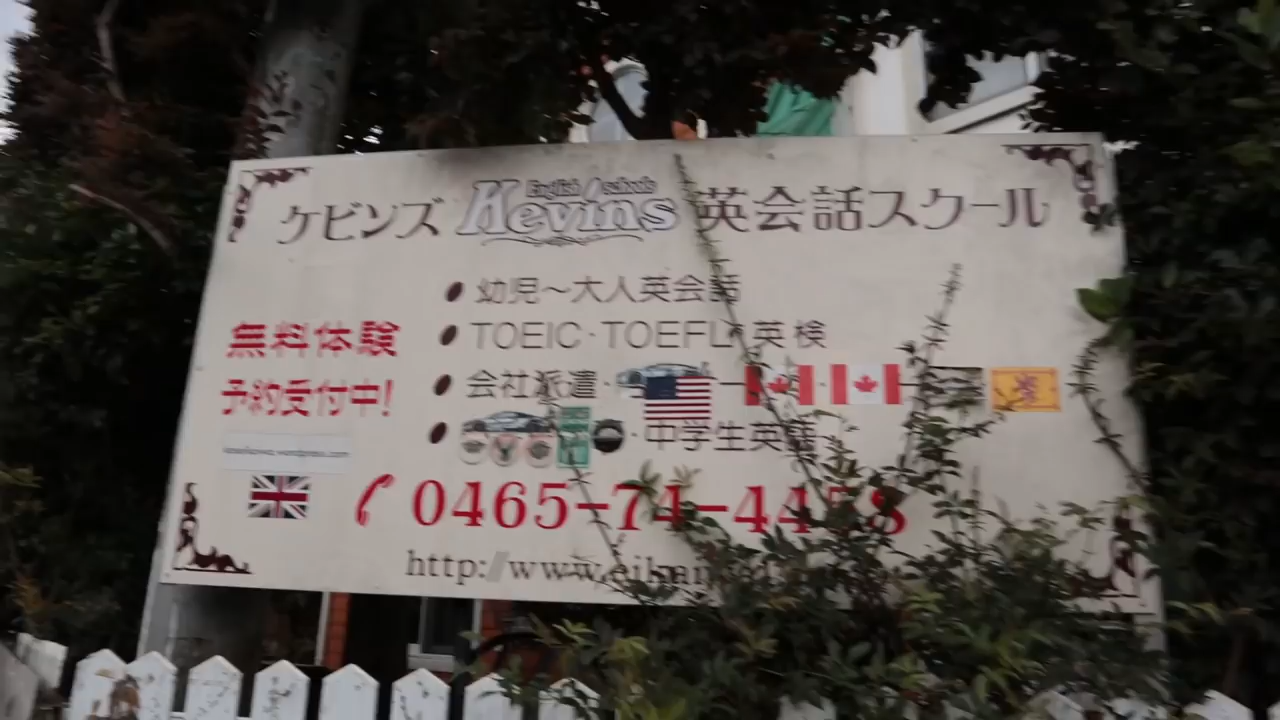 ケビンズ Kevins English schools 英会話スクール
●幼児〜大人英会話
●TOEIC・TOEFL 英検
●会社派遣・
●・中学生英語
無料体験
予約受付中!
0465-74-4458
http://www.